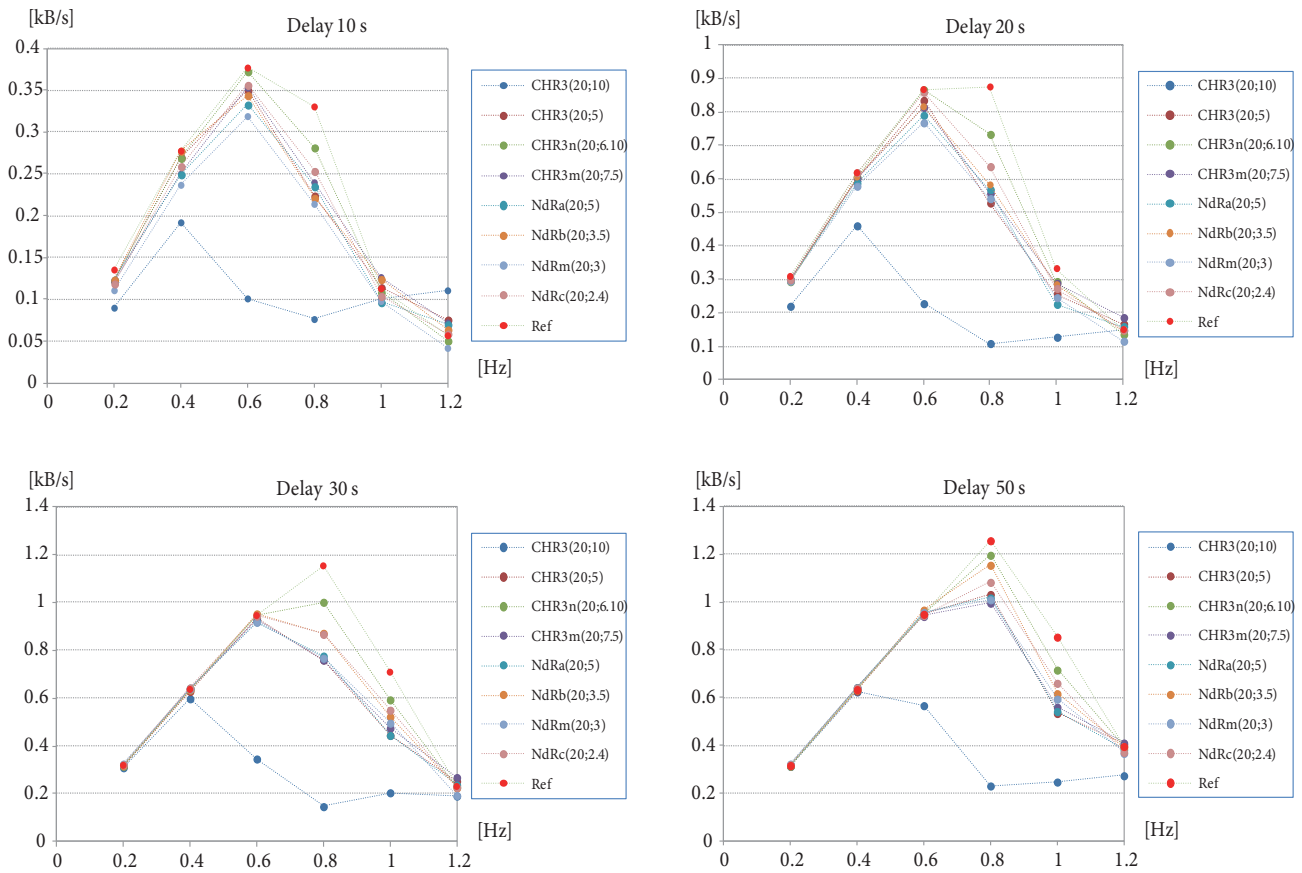 [kB/s]
Delay 10 s
0.4
0.35
0.3
0.25
0.2
0.15
0.1
0.05
0
0
0.2
0.4
0.6
0.8
1
1.2
[Hz]
CHR3(20;10)
CHR3(20;5)
CHR3n(20;6.10)
CHR3m(20;7.5)
NdRa(20;5)
NdRb(20;3.5)
NdRm(20;3)
NdRc(20;2.4)
Ref
[kB/s]
Delay 20 s
1
0.9
0.8
0.7
0.6
0.5
0.4
0.3
0.2
0.1
0
0
0.2
0.4
0.6
0.8
1
1.2
[Hz]
CHR3(20;10)
CHR3(20;5)
CHR3n(20;6.10)
CHR3m(20;7.5)
NdRa(20;5)
NdRb(20;3.5)
NdRm(20;3)
NdRc(20;2.4)
Ref
[kB/s]
Delay 30 s
1.4
1.2
1
0.8
0.6
0.4
0.2
0
0
0.2
0.4
0.6
0.8
1
1.2
[Hz]
CHR3(20;10)
CHR3(20;5)
CHR3n(20;6.10)
CHR3m(20;7.5)
NdRa(20;5)
NdRb(20;3.5)
NdRm(20;3)
NdRc(20;2.4)
Ref
[kB/s]
Delay 50 s
1.4
1.2
1
0.8
0.6
0.4
0.2
0
0
0.2
0.4
0.6
0.8
1
1.2
[Hz]
CHR3(20;10)
CHR3(20;5)
CHR3n(20;6.10)
CHR3m(20;7.5)
NdRa(20;5)
NdRb(20;3.5)
NdRm(20;3)
NdRc(20;2.4)
Ref